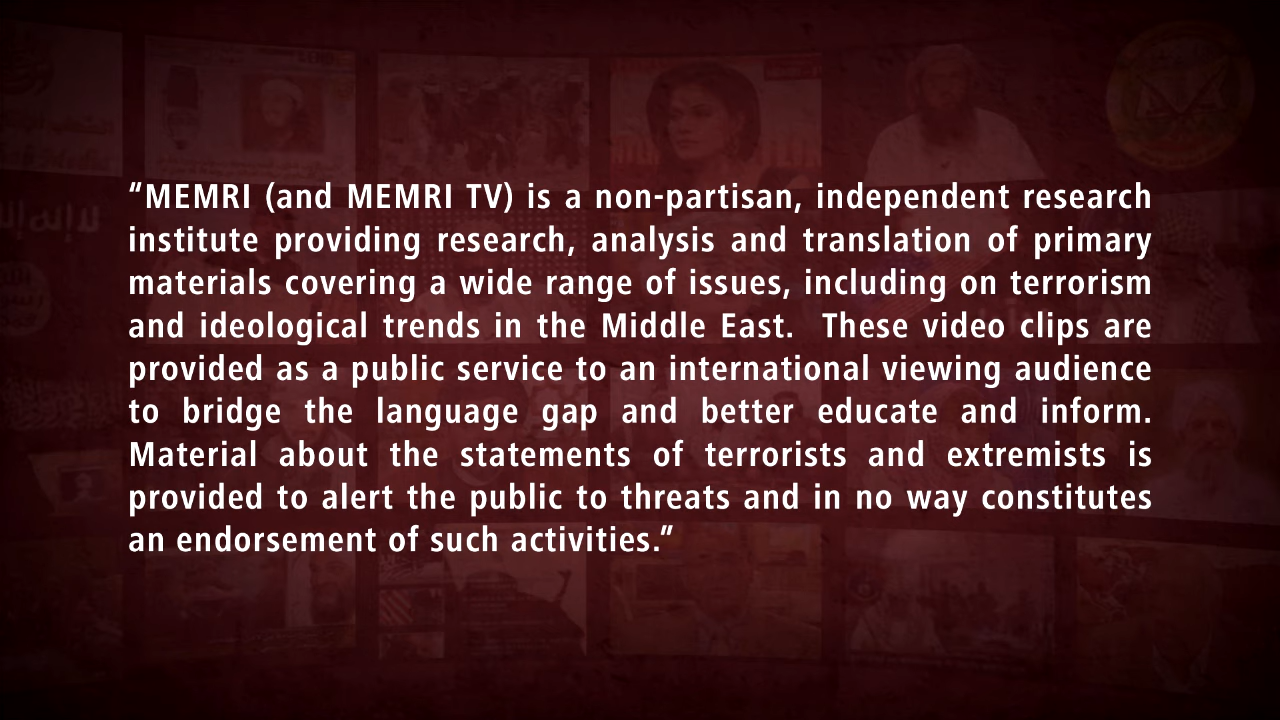 “MEMRI (and MEMRI TV) is a non-partisan, independent research
institute providing research, analysis and translation of primary
materials covering a wide range of issues, including on terrorism
and ideological trends in the Middle East.  These video clips are
provided as a public service to an international viewing audience
to bridge the language gap and better educate and inform.
Material about the statements of terrorists and extremists is
provided to alert the public to threats and in no way constitutes
an endorsement of such activities.”